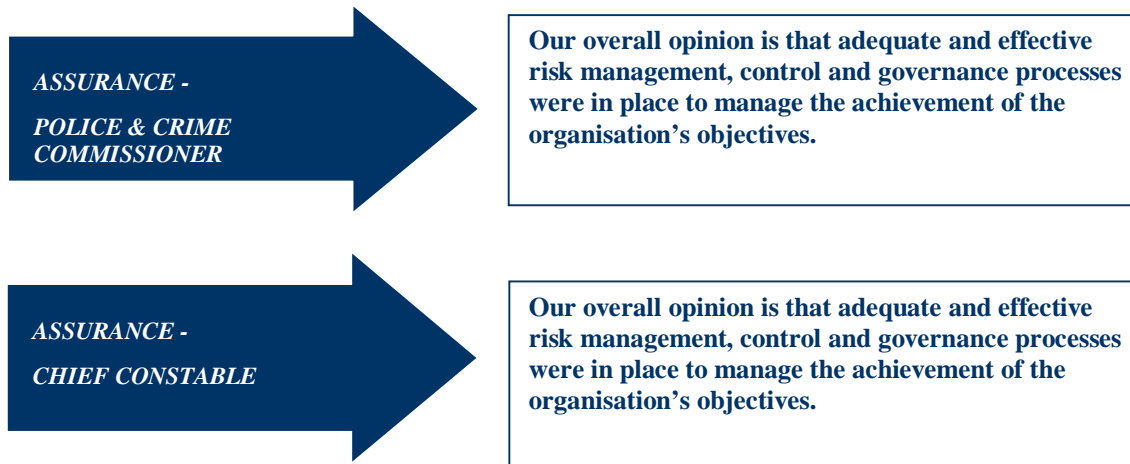 ASSURANCE -
POLICE & CRIME
COMMISSIONER
Our overall opinion is that adequate and effective
risk management, control and governance processes
were in place to manage the achievement of the
organisation’s objectives.
ASSURANCE -
CHIEF CONSTABLE
Our overall opinion is that adequate and effective
risk management, control and governance processes
were in place to manage the achievement of the
organisation’s objectives.